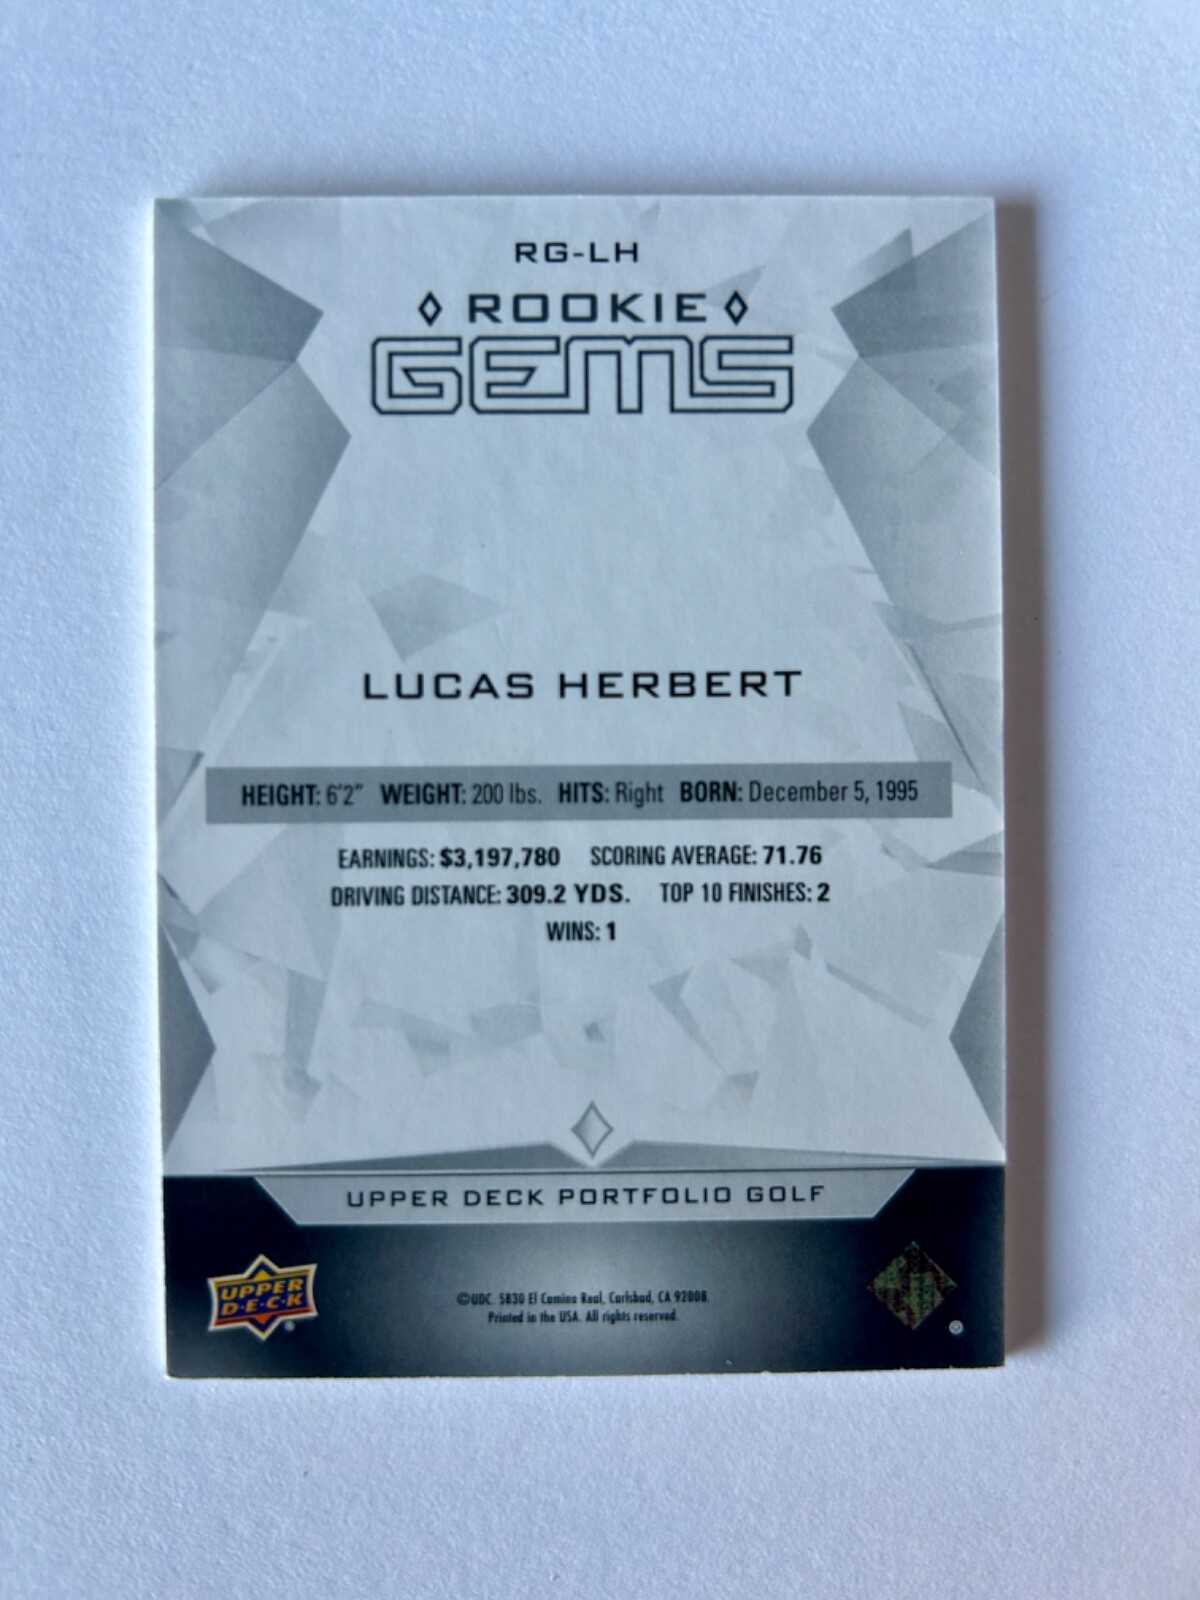 RG-LH
ROOKIE
GEMS
LUCAS HERBERT
HEIGHT: 6'2" WEIGHT: 200 lbs. HITS: Right BORN: December 5, 1995
EARNINGS: $3,197,780 SCORING AVERAGE: 71.76
DRIVING DISTANCE: 309.2 YDS. TOP 10 FINISHES: 2
WINS: 1
UPPER DECK PORTFOLIO GOLF
UPPER
D·E·C·K
®
©UDC. 5830 El Camino Real, Carlsbad, CA 92008.
Printed in the USA. All rights reserved.
®